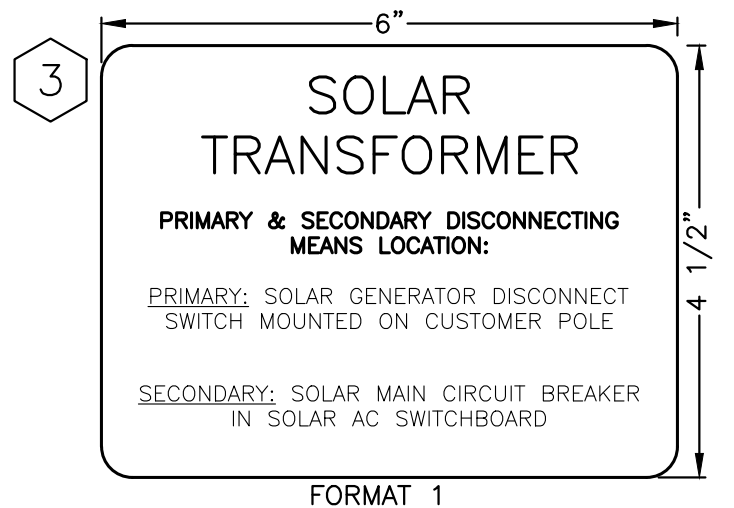 6"
3
SOLAR
TRANSFORMER
PRIMARY & SECONDARY DISCONNECTING
MEANS LOCATION:
PRIMARY: SOLAR GENERATOR DISCONNECT
SWITCH MOUNTED ON CUSTOMER POLE
SECONDARY: SOLAR MAIN CIRCUIT BREAKER
IN SOLAR AC SWITCHBOARD
4 1/2"
FORMAT 1